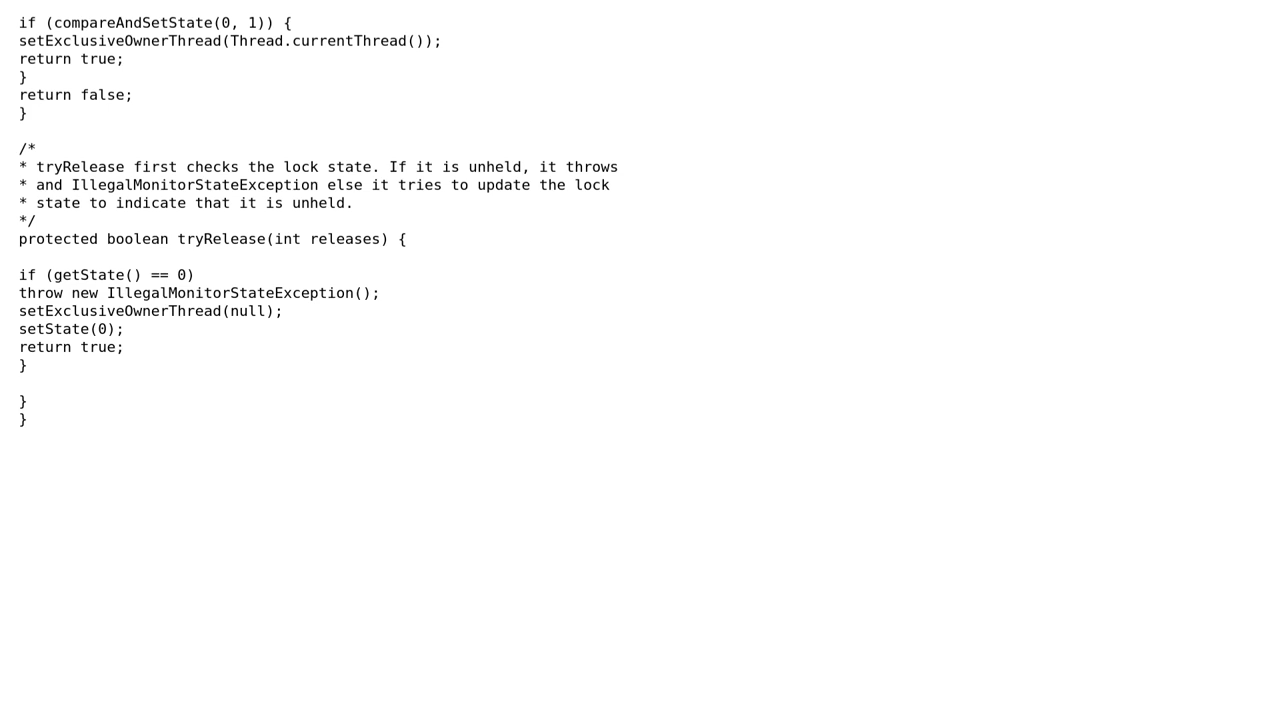 if (compareAndSetState(0, 1)) {
setExclusiveOwnerThread(Thread.currentThread());
return true;
}
return false;
}

/*
* tryRelease first checks the lock state. If it is unheld, it throws
* and IllegalMonitorStateException else it tries to update the lock
* state to indicate that it is unheld.
*/
protected boolean tryRelease(int releases) {

if (getState() == 0)
throw new IllegalMonitorStateException();
setExclusiveOwnerThread(null);
setState(0);
return true;
}

}
}